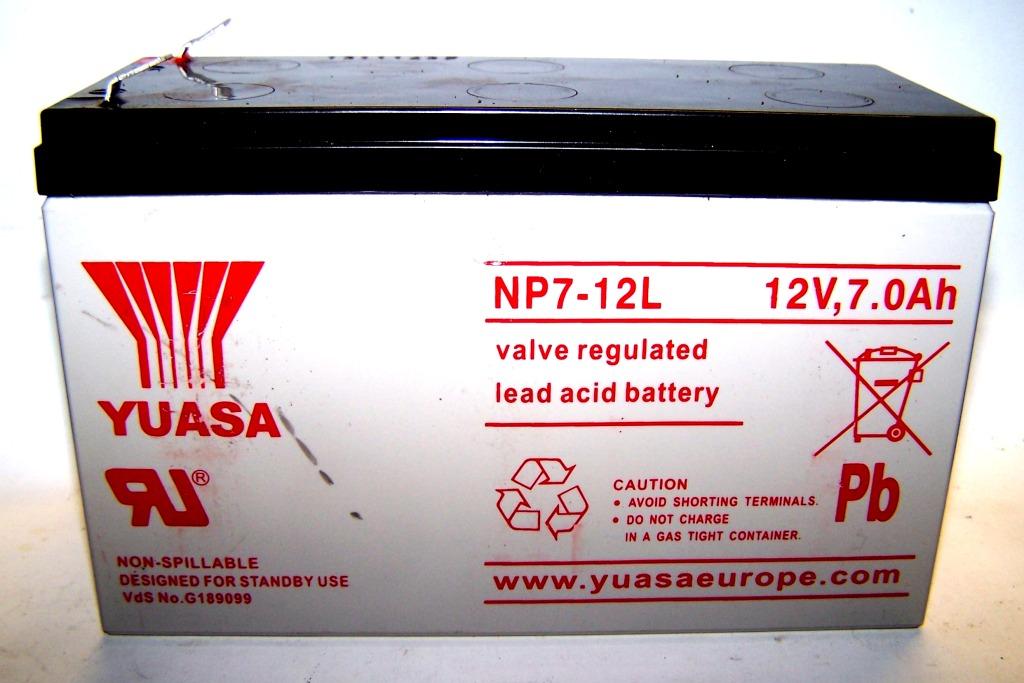 YUASA
RU®
NON-SPILLABLE
DESIGNED FOR STANDBY USE
VdS No.G189099
NP7-12L 12V,7.0Ah
valve regulated
lead acid battery
CAUTION
• AVOID SHORTING TERMINALS.
• DO NOT CHARGE
IN A GAS TIGHT CONTAINER.
Pb
www.yuasaeurope.com